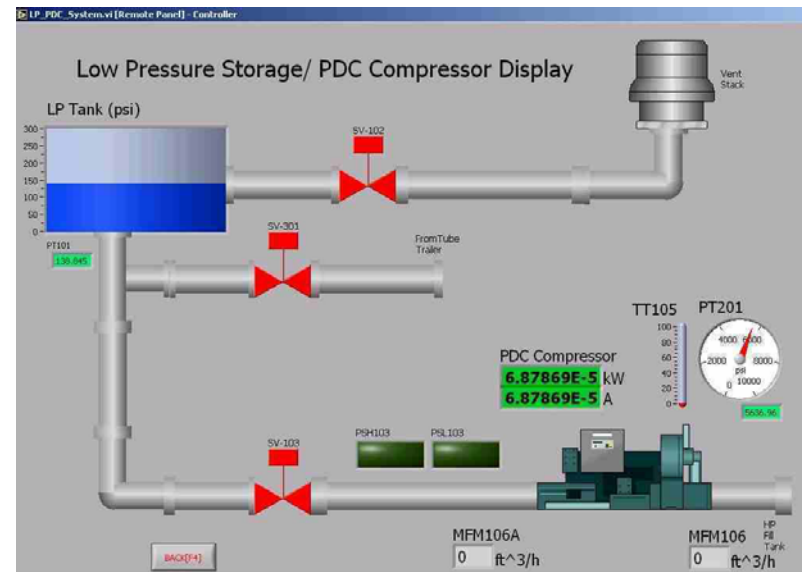 LP_PDC_System.vi [Remote Panel] - Controller
Low Pressure Storage/ PDC Compressor Display
Vent
Stack
LP Tank (psi)
300
250
200
150
100
50
0
SV-102
PT101
138.845
SV-301
FromTube
Trailer
TT105
PT201
100
80
60
40
20
0
4000
6000
2000
8000
psi
0
10000
5636.96
PDC Compressor
6.87869E-5 kW
6.87869E-5 A
SV-103
PSH103
PSL103
MFM106A
0 ft^3/h
MFM106
0 ft^3/h
HP
Fill
Tank
BACK[F4]